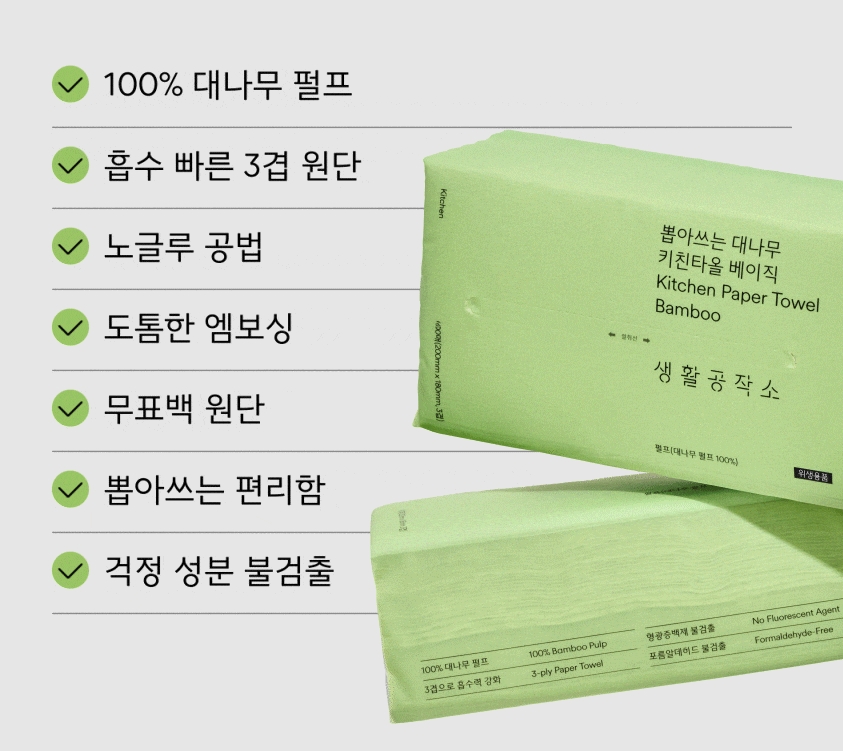 100% 대나무 펄프
흡수 빠른 3겹 원단
노글루 공법
도톰한 엠보싱
무표백 원단
뽑아쓰는 편리함
걱정 성분 불검출
Kitchen
뽑아쓰는 대나무
키친타올 베이직
Kitchen Paper Towel
Bamboo
절취선
생활공작소
펄프(대나무 펄프 100%)
위생용품
100% 대나무 펄프
100% Bamboo Pulp
3겹으로 흡수력 강화
3-ply Paper Towel
형광증백제 불검출
No Fluorescent Agent
포름알데히드 불검출
Formaldehyde-Free